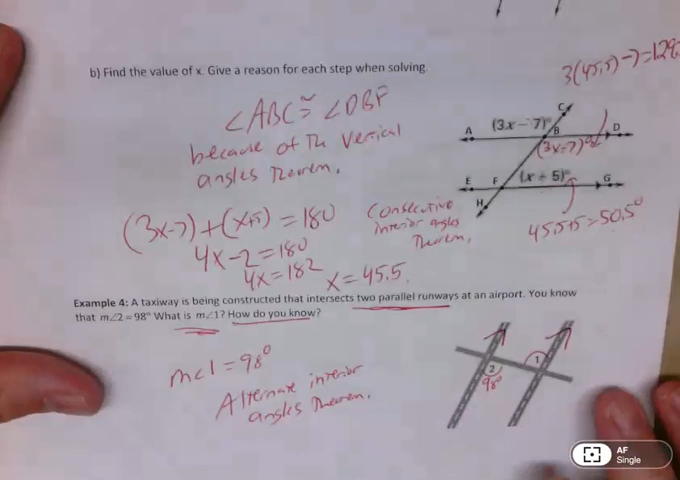 b) Find the value of x. Give a reason for each step when solving.
3(45.5)-7=129.5
∠ABC ≅ ∠DBF
because of the vertical
angles Theorem.
C
A
(3x − 7)°
B
D
(3x-7)°
E
F
(x + 5)°
G
H
45.5+5=50.5°
(3x-7)+(x+5)=180
4x-2=180
4x=182
x=45.5.
Consecutive
interior angles
Theorem.
Example 4: A taxiway is being constructed that intersects two parallel runways at an airport. You know
that m∠2 = 98° What is m∠1? How do you know?
m∠1=98°
Alternate interior
angles Theorem.
2
98°
1
AF
Single